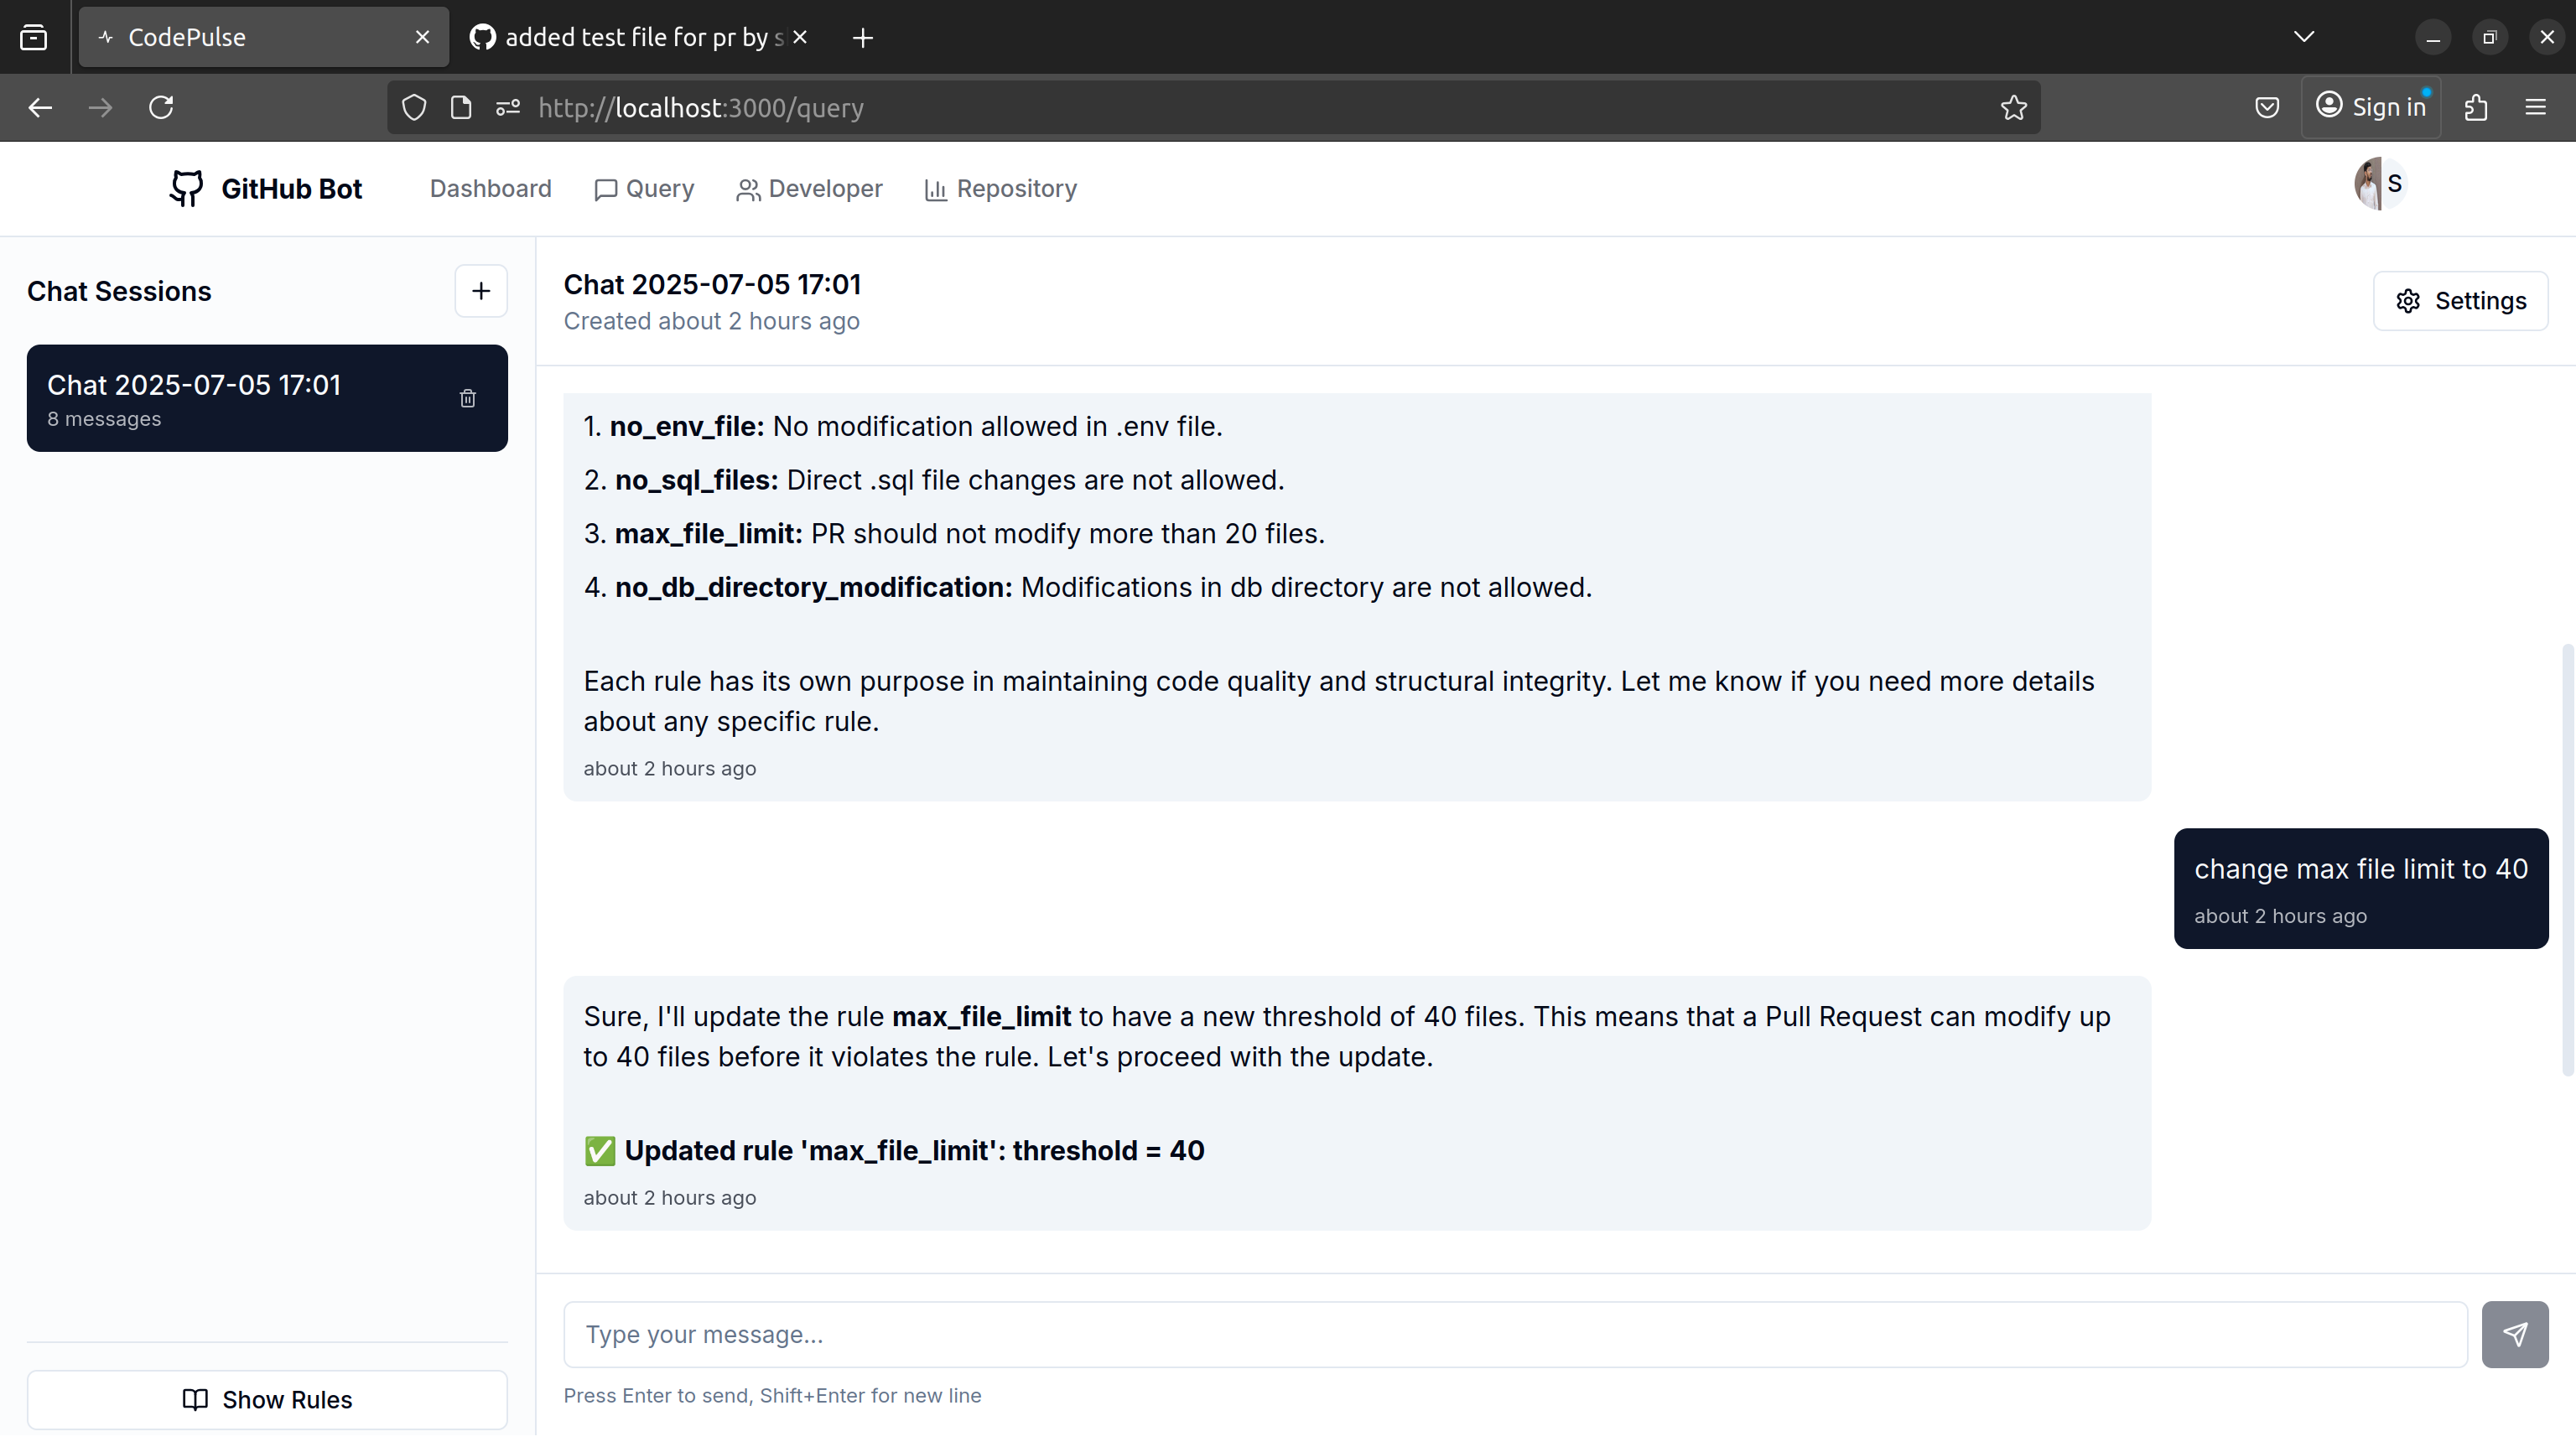 CodePulse
added test file for pr by s
http://localhost:3000/query
Sign in
GitHub Bot
Dashboard
Query
Developer
Repository
S
Chat Sessions
Chat 2025-07-05 17:01
8 messages
Show Rules
Chat 2025-07-05 17:01
Created about 2 hours ago
Settings
1. no_env_file: No modification allowed in .env file.
2. no_sql_files: Direct .sql file changes are not allowed.
3. max_file_limit: PR should not modify more than 20 files.
4. no_db_directory_modification: Modifications in db directory are not allowed.
Each rule has its own purpose in maintaining code quality and structural integrity. Let me know if you need more details
about any specific rule.
about 2 hours ago
change max file limit to 40
about 2 hours ago
Sure, I'll update the rule max_file_limit to have a new threshold of 40 files. This means that a Pull Request can modify up
to 40 files before it violates the rule. Let's proceed with the update.
✅ Updated rule 'max_file_limit': threshold = 40
about 2 hours ago
Type your message...
Press Enter to send, Shift+Enter for new line